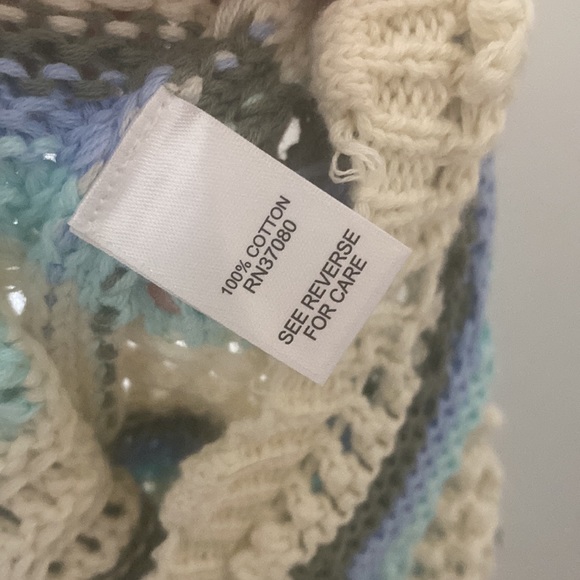 100% COTTON
RN37080
SEE REVERSE
FOR CARE